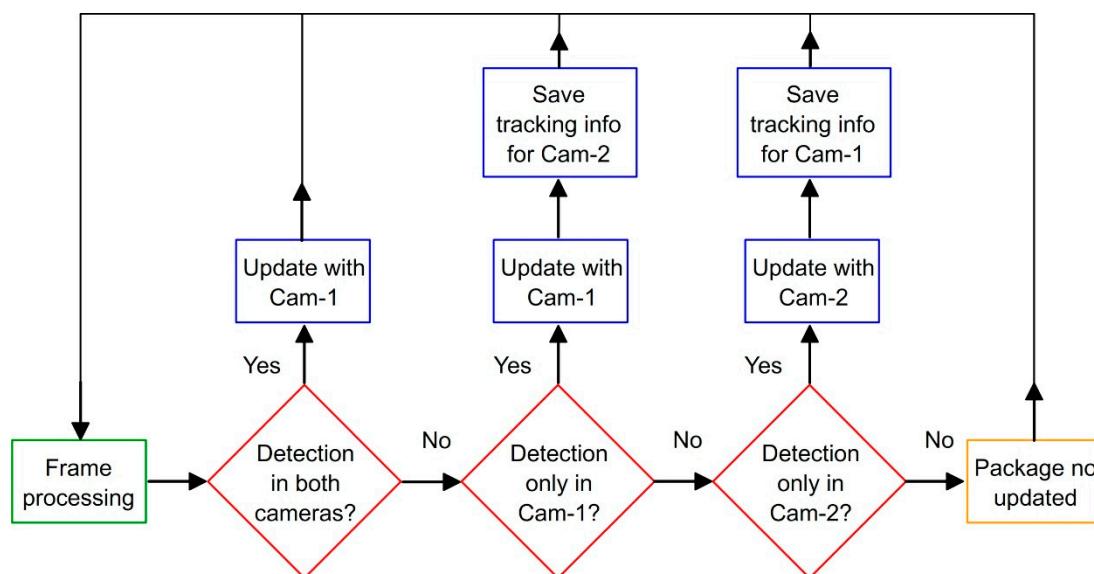 Save
tracking info
for Cam-2
Save
tracking info
for Cam-1
Update with
Cam-1
Update with
Cam-1
Update with
Cam-2
Yes
Yes
Yes
Frame
processing
Detection
in both
cameras?
No
Detection
only in
Cam-1?
No
Detection
only in
Cam-2?
No
Package no
updated